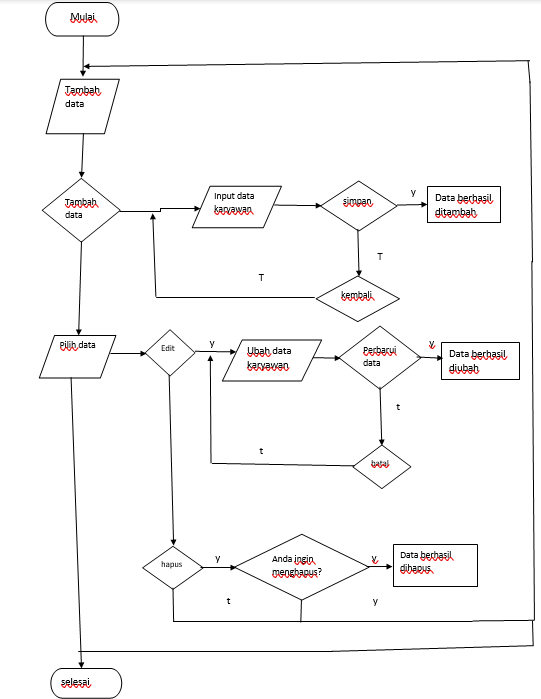 Mulai
Tambah
data
Tambah
data
Input data
karyawan
simpan
y
Data berhasil
ditambah
T
T
kembali
Pilih data
Edit
y
Ubah data
karyawan
Perbarui
data
y
Data berhasil
diubah
t
t
batal
hapus
y
Anda ingin
menghapus?
y
Data berhasil
dihapus
t
y
selesai